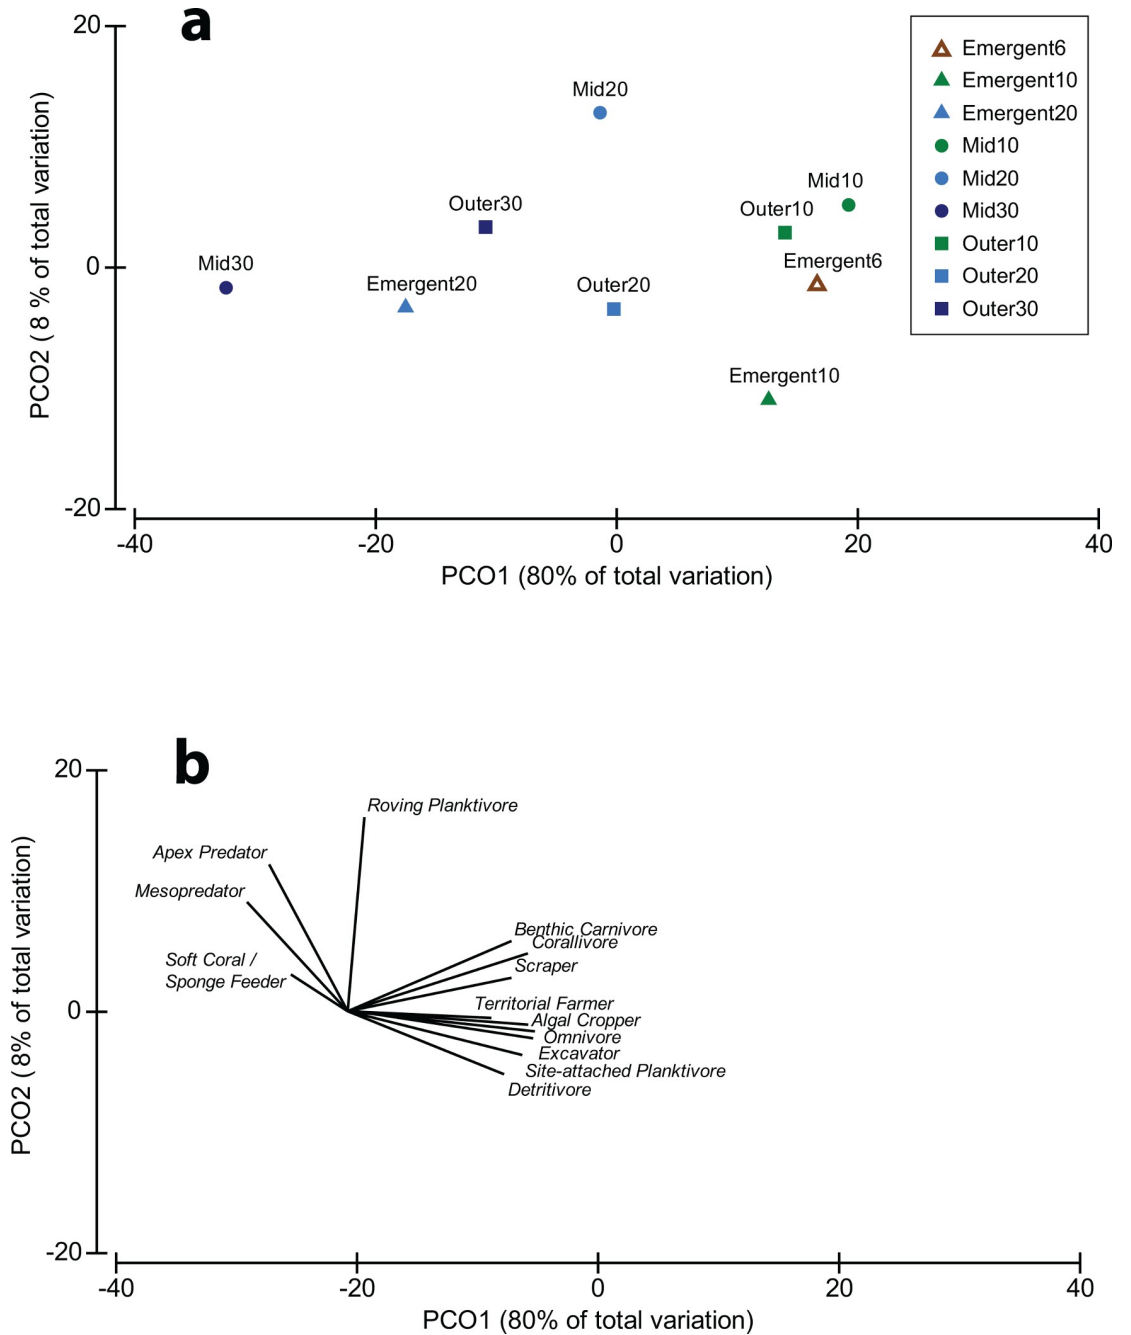 a
20
0
-20
PCO2 ( 8 % of total variation)
Mid20
Mid10
Outer30
Outer10
Mid30
Emergent6
Emergent20
Outer20
Emergent10
Emergent6
Emergent10
Emergent20
Mid10
Mid20
Mid30
Outer10
Outer20
Outer30
-40
-20
0
20
40
PCO1 (80% of total variation)
b
20
0
-20
PCO2 ( 8% of total variation)
Roving Planktivore
Apex Predator
Mesopredator
Soft Coral /
Sponge Feeder
Benthic Carnivore
Corallivore
Scraper
Territorial Farmer
Algal Cropper
Omnivore
Excavator
Site-attached Planktivore
Detritivore
-40
-20
0
20
40
PCO1 (80% of total variation)